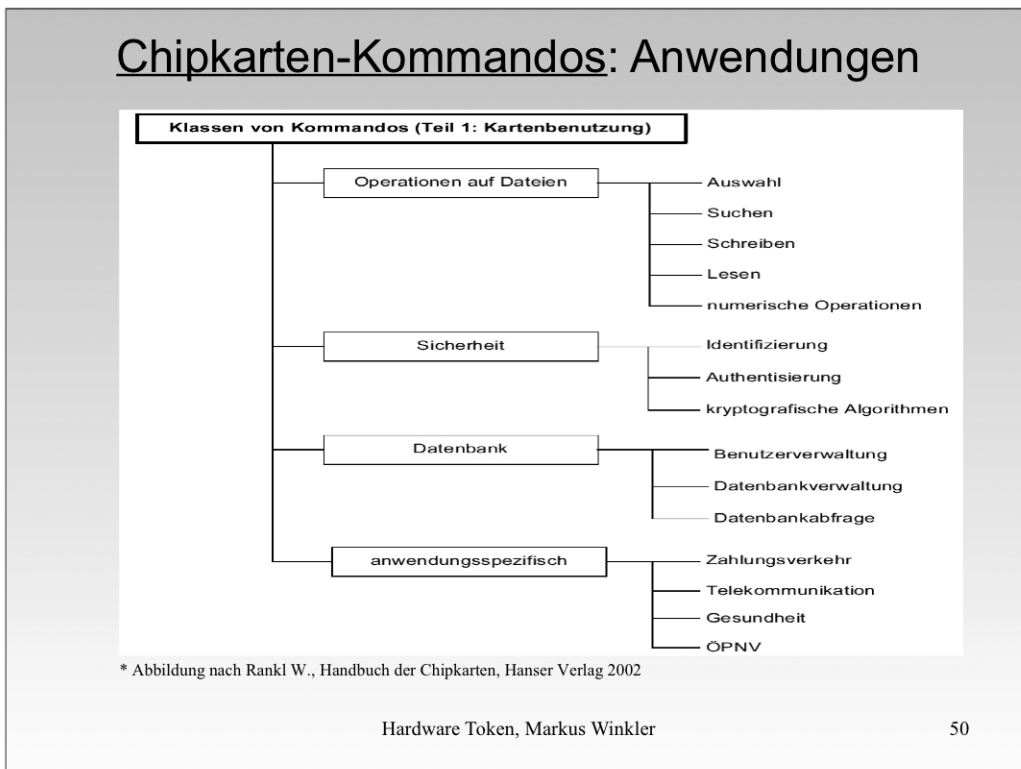 Chipkarten-Kommandos: Anwendungen
Klassen von Kommandos (Teil 1: Kartenbenutzung)
Operationen auf Dateien
Auswahl
Suchen
Schreiben
Lesen
numerische Operationen
Sicherheit
Identifizierung
Authentisierung
kryptografische Algorithmen
Datenbank
Benutzerverwaltung
Datenbankverwaltung
Datenbankabfrage
anwendungsspezifisch
Zahlungsverkehr
Telekommunikation
Gesundheit
ÖPNV
* Abbildung nach Rankl W., Handbuch der Chipkarten, Hanser Verlag 2002
Hardware Token, Markus Winkler
50